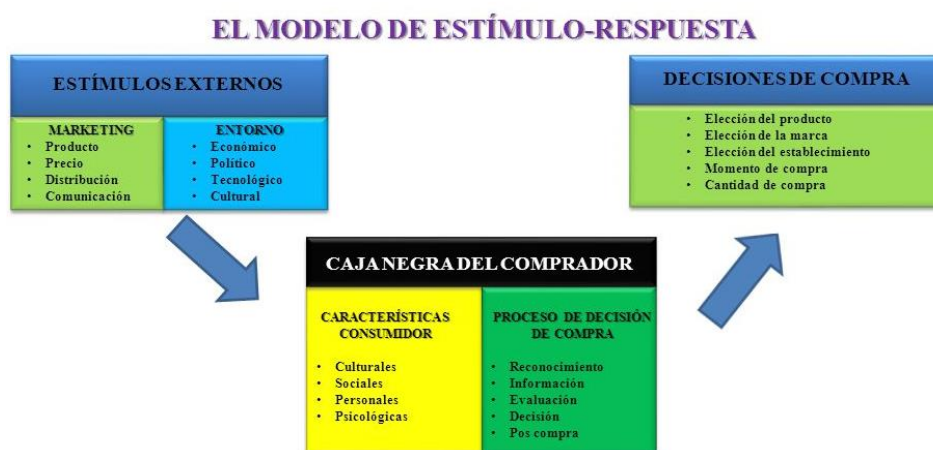 EL MODELO DE ESTÍMULO-RESPUESTA
ESTÍMULOS EXTERNOS
MARKETING
• Producto
• Precio
• Distribución
• Comunicación
ENTORNO
• Económico
• Político
• Tecnológico
• Cultural
DECISIONES DE COMPRA
• Elección del producto
• Elección de la marca
• Elección del establecimiento
• Momento de compra
• Cantidad de compra
CAJA NEGRA DEL COMPRADOR
CARACTERÍSTICAS
CONSUMIDOR
• Culturales
• Sociales
• Personales
• Psicológicas
PROCESO DE DECISIÓN
DE COMPRA
• Reconocimiento
• Información
• Evaluación
• Decisión
• Pos compra